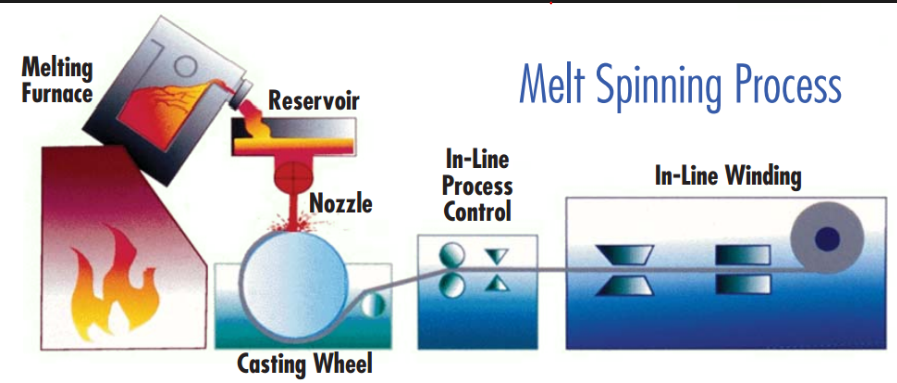 Melt Spinning Process
Melting
Furnace
Reservoir
Nozzle
Casting Wheel
In-Line
Process
Control
In-Line Winding